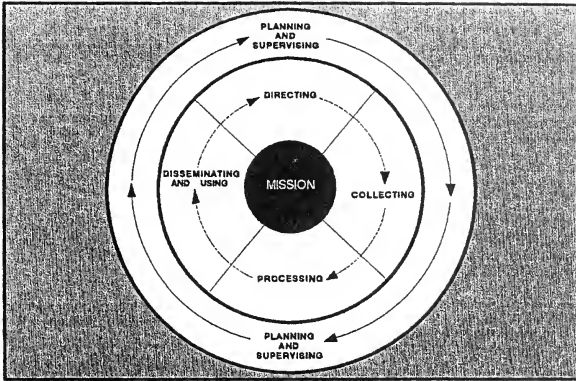 PLANNING
AND
SUPERVISING
DIRECTING
DISSEMINATING
AND USING
MISSION
COLLECTING
PROCESSING
PLANNING
AND
SUPERVISING